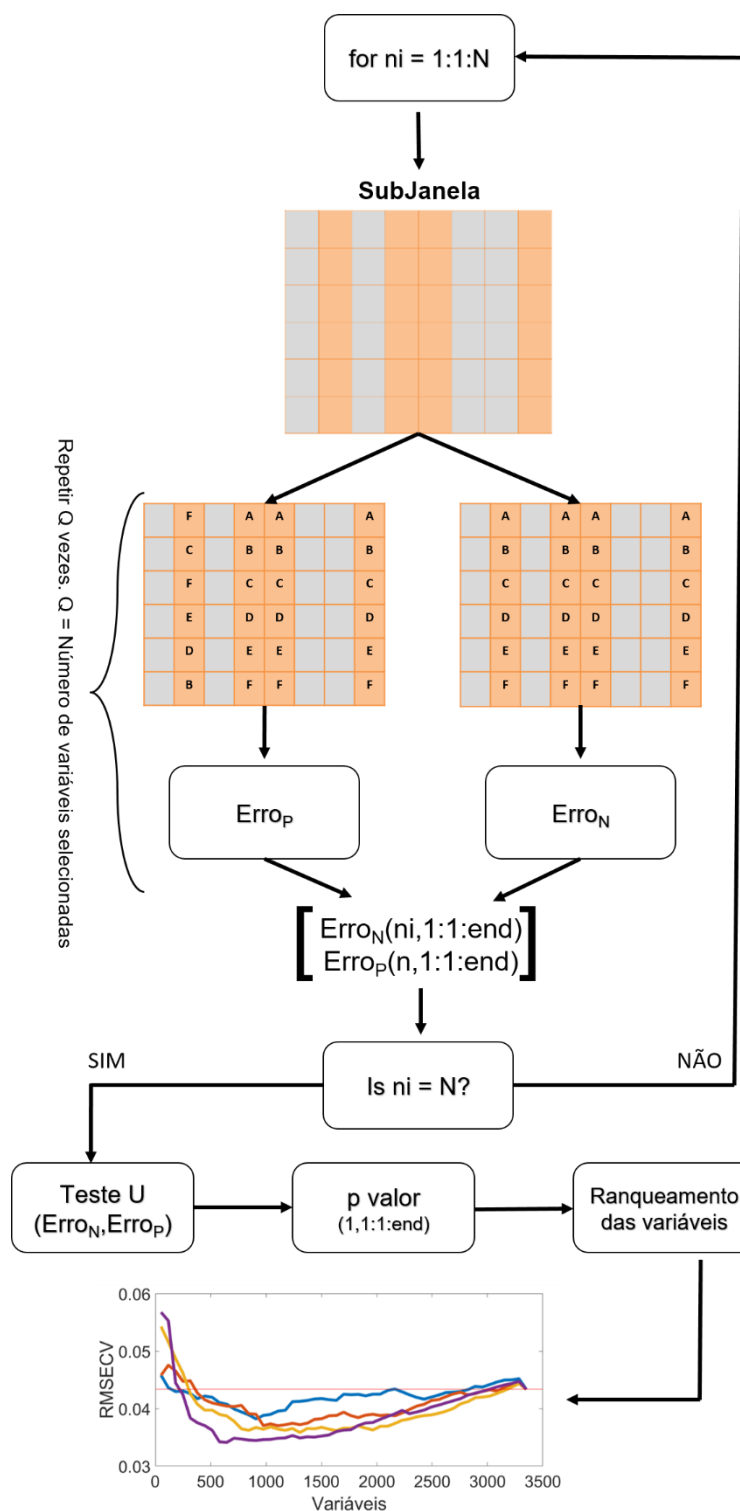 for ni = 1:1:N
SubJanela
Repetir Q vezes. Q = Número de variáveis selecionadas
F A A A
C B B B
F C C C
E D D D
D E E E
B F F F
A A A A
B B B B
C C C C
D D D D
E E E E
F F F F
ErroP
ErroN
[ErroN(ni,1:1:end)
ErroP(n,1:1:end)]
SIM
NÃO
Is ni = N?
Teste U
(ErroN,ErroP)
p valor
(1,1:1:end)
Ranqueamento
das variáveis
0.06
0.05
0.04
0.03
RMSECV
0 500 1000 1500 2000 2500 3000 3500
Variáveis